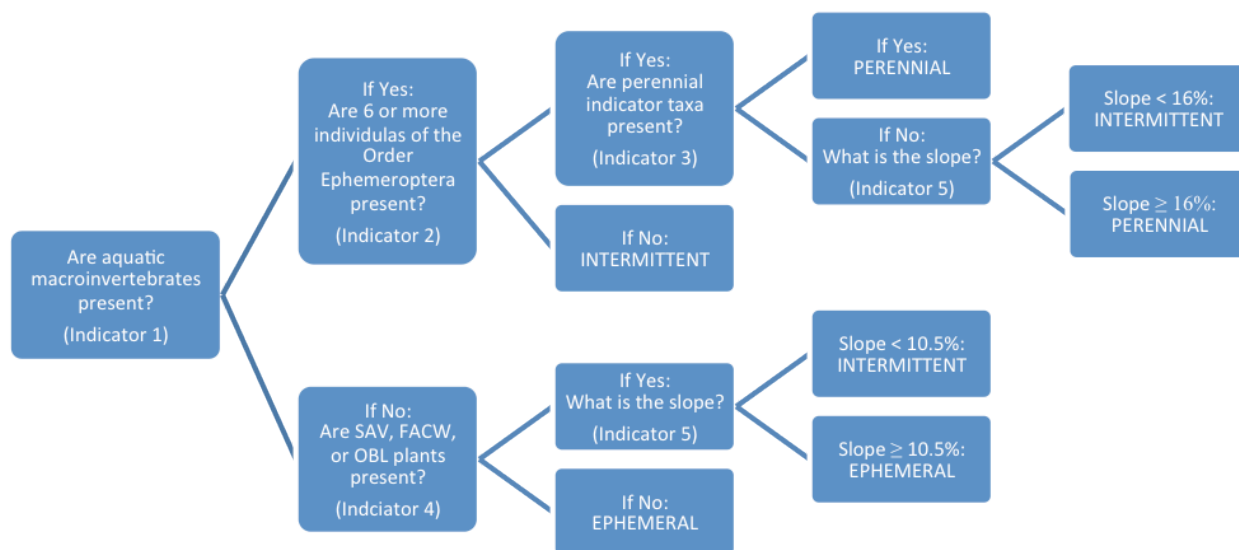 Are aquatic
macroinvertebrates
present?
(Indicator 1)
If Yes:
Are 6 or more
individulas of the
Order
Ephemeroptera
present?
(Indicator 2)
If Yes:
Are perennial
indicator taxa
present?
(Indicator 3)
If Yes:
PERENNIAL
If No:
What is the slope?
(Indicator 5)
Slope < 16%:
INTERMITTENT
Slope ≥ 16%:
PERENNIAL
If No:
INTERMITTENT
If No:
Are SAV, FACW,
or OBL plants
present?
(Indciator 4)
If Yes:
What is the slope?
(Indicator 5)
Slope < 10.5%:
INTERMITTENT
Slope ≥ 10.5%:
EPHEMERAL
If No:
EPHEMERAL